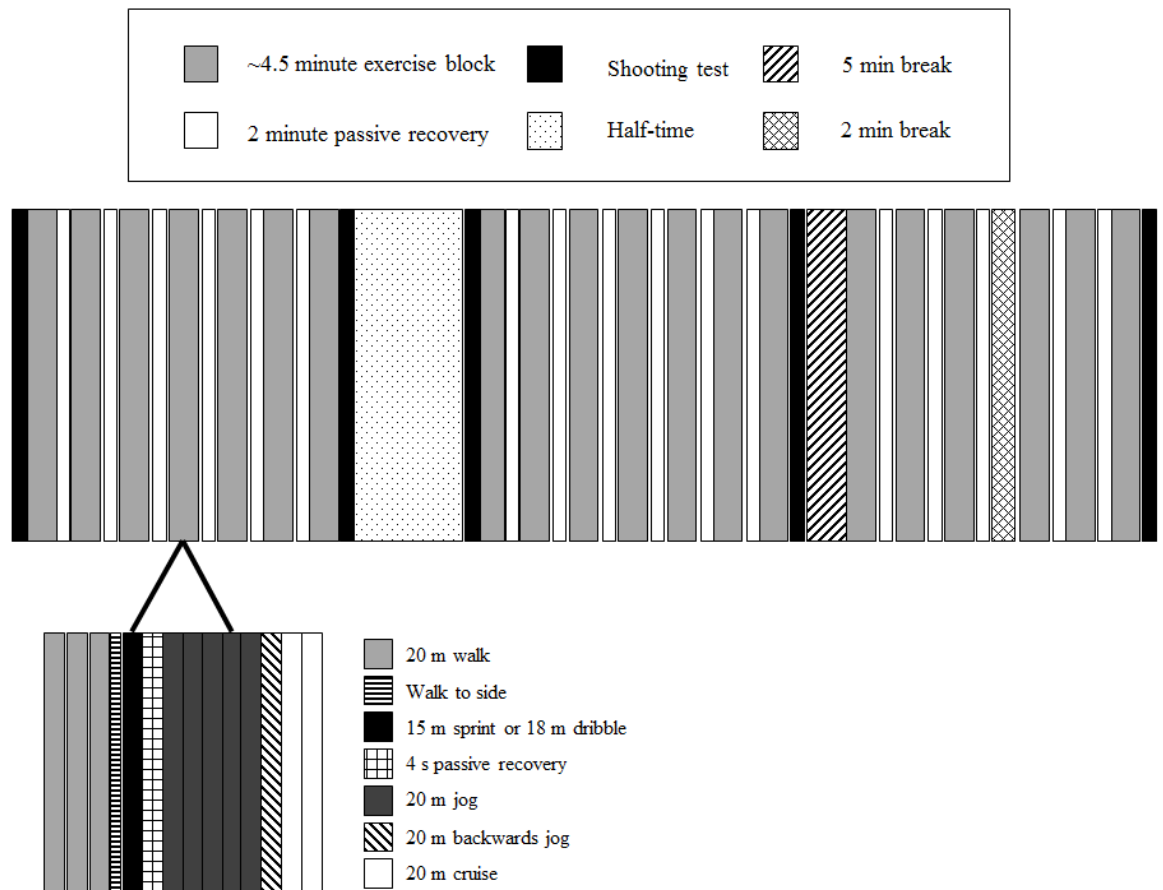 ~4.5 minute exercise block
Shooting test
5 min break
2 minute passive recovery
Half-time
2 min break
20 m walk
Walk to side
15 m sprint or 18 m dribble
4 s passive recovery
20 m jog
20 m backwards jog
20 m cruise